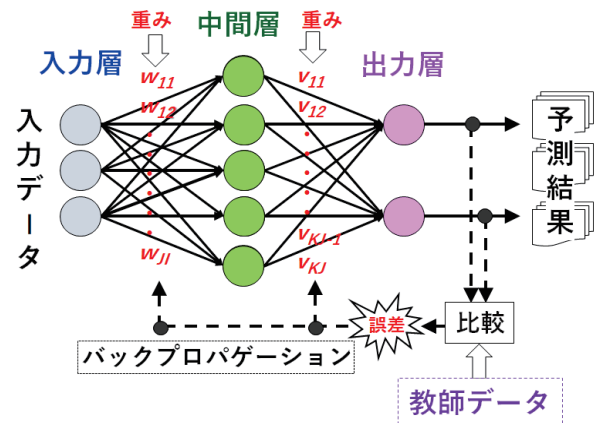 重み
中間層
重み
入力層
出力層
w11
w12
wJI
v11
v12
vKJ-1
vKJ
入力データ
予測結果
誤差
比較
バックプロパゲーション
教師データ